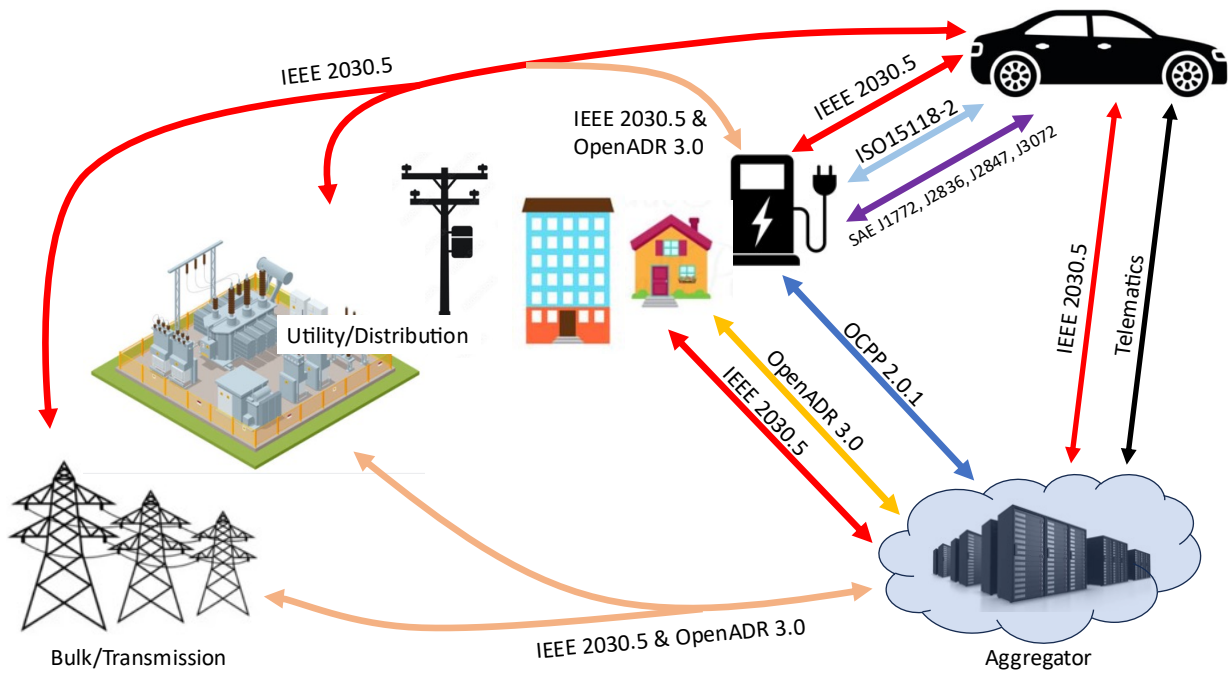 IEEE 2030.5
IEEE 2030.5
IEEE 2030.5 &
OpenADR 3.0
ISO15118-2
SAE J1772, J2836, J2847, J3072
Utility/Distribution
IEEE 2030.5
Telematics
OCPP 2.0.1
OpenADR 3.0
IEEE 2030.5
IEEE 2030.5 & OpenADR 3.0
Bulk/Transmission
Aggregator